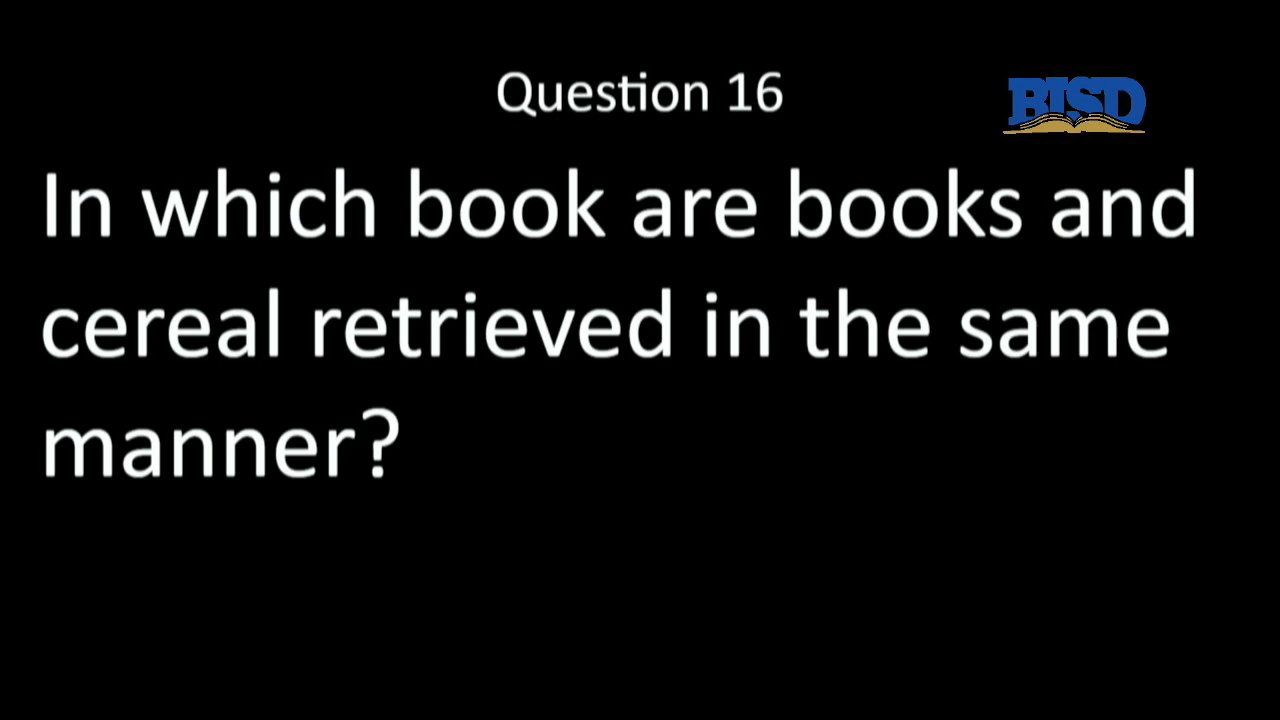 Question 16
BISD
In which book are books and
cereal retrieved in the same
manner?